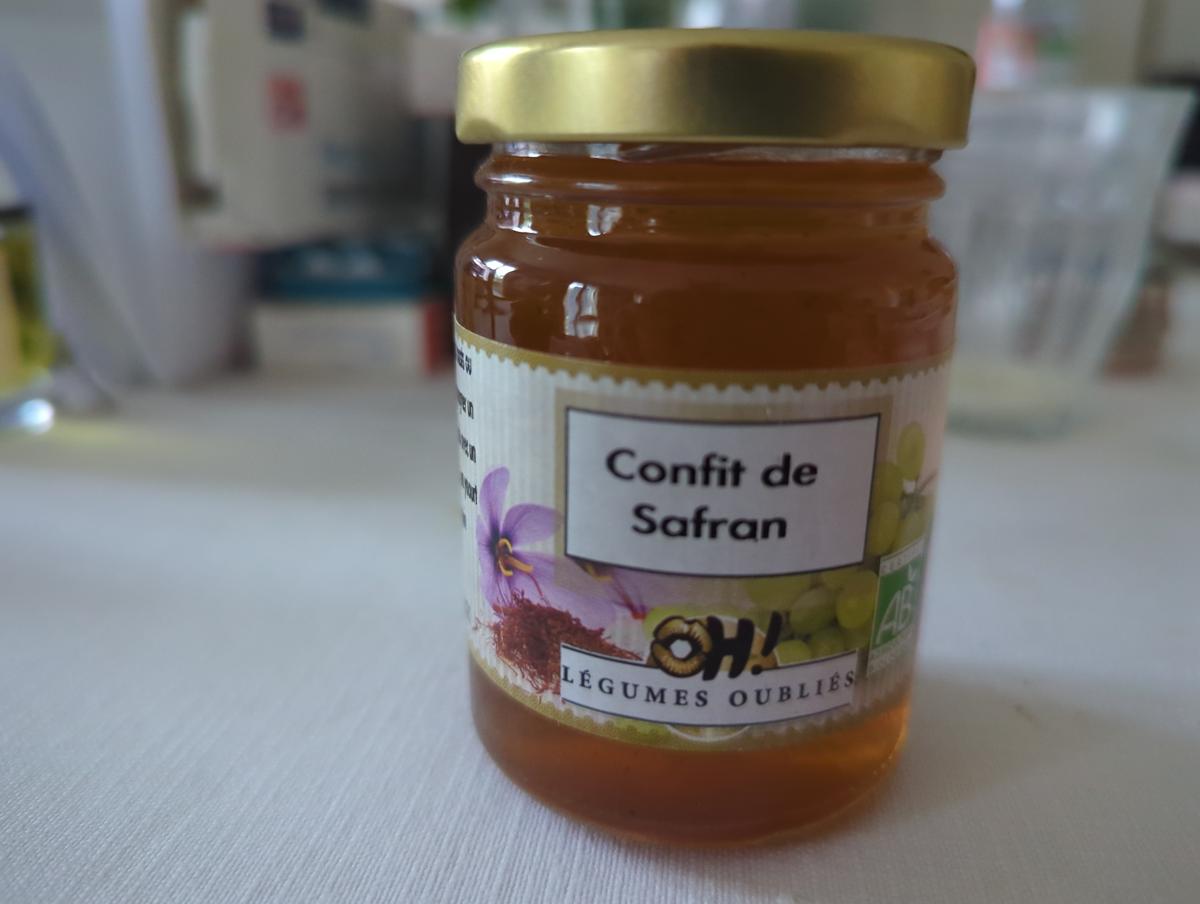 Confit de
Safran
OH!
LÉGUMES OUBLIÉS
AB